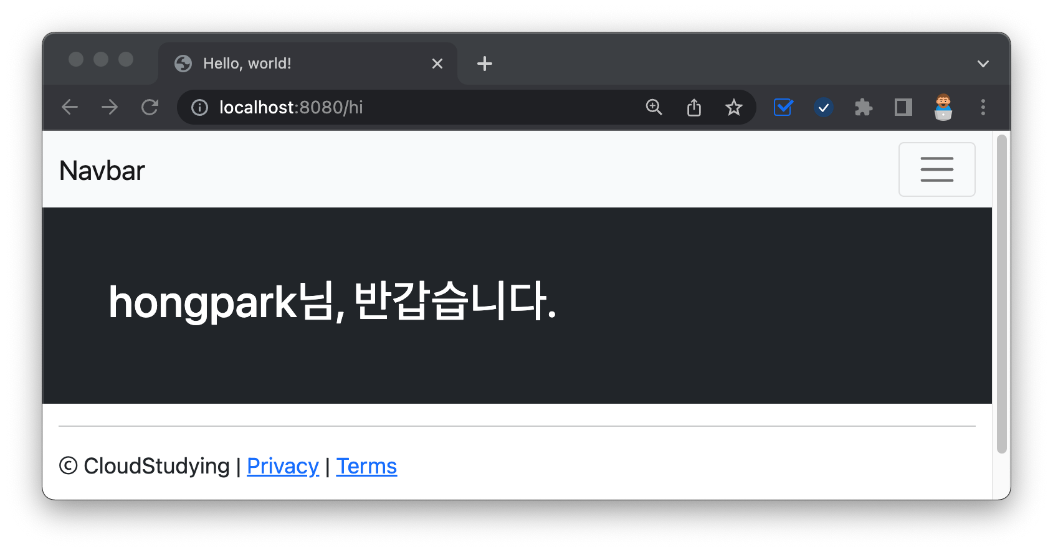 Hello, world!
localhost:8080/hi
Navbar
hongpark님, 반갑습니다.
© CloudStudying | Privacy | Terms